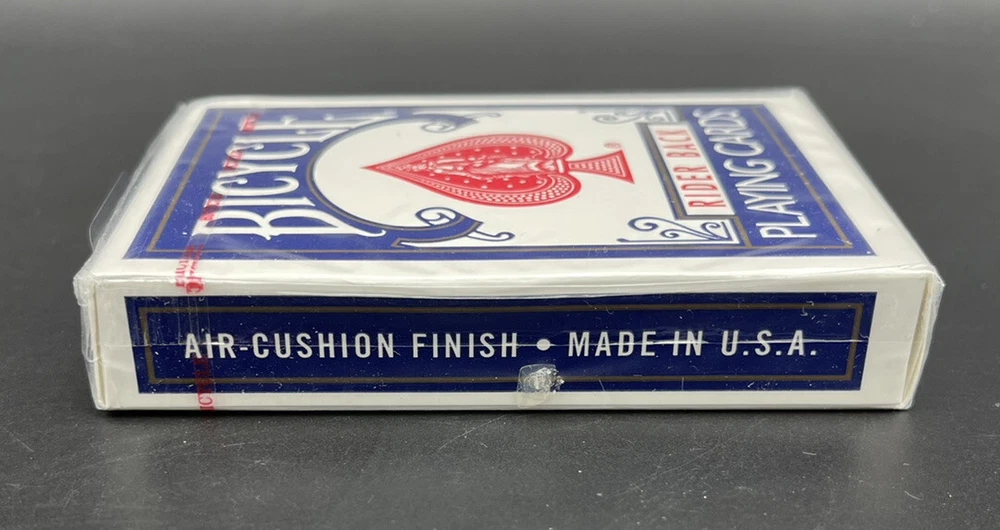 BICYCLE
RIDER BACK
PLAYING CARDS
AIR-CUSHION FINISH • MADE IN U.S.A.